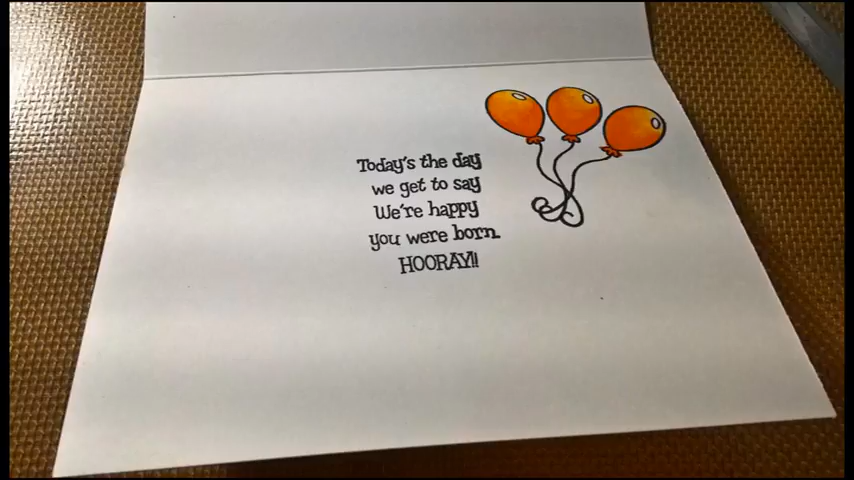 Today's the day
we get to say
We're happy
you were born.
HOORAY!!